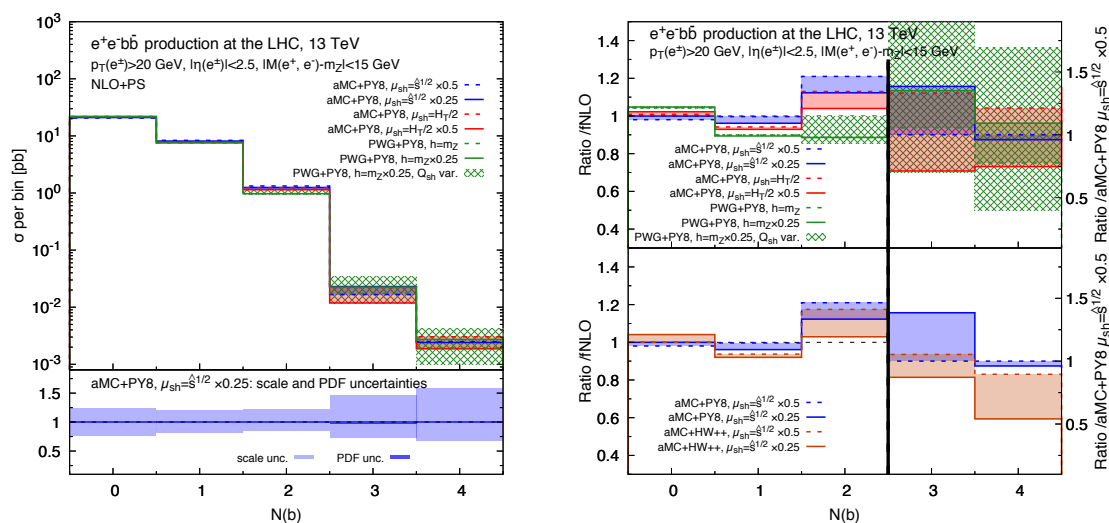 e⁺e⁻bb̄ production at the LHC, 13 TeV
p_T(e^±)>20 GeV, |η(e^±)|<2.5, |M(e⁺, e⁻)-m_Z|<15 GeV
NLO+PS
aMC+PY8, μ_sh=ŝ^1/2 ×0.5
aMC+PY8, μ_sh=ŝ^1/2 ×0.25
aMC+PY8, μ_sh=H_T/2
aMC+PY8, μ_sh=H_T/2 ×0.5
PWG+PY8, h=m_Z
PWG+PY8, h=m_Z×0.25
PWG+PY8, h=m_Z×0.25, Q_sh var.
σ per bin [pb]
10³
10²
10¹
10⁰
10⁻¹
10⁻²
10⁻³
aMC+PY8, μ_sh=ŝ^1/2 ×0.25: scale and PDF uncertainties
1.5
1
0.5
scale unc.
PDF unc.
0 1 2 3 4
N(b)
e⁺e⁻bb̄ production at the LHC, 13 TeV
p_T(e^±)>20 GeV, |η(e^±)|<2.5, |M(e⁺, e⁻)-m_Z|<15 GeV
Ratio /fNLO
1.4
1.2
1.0
0.8
0.6
0.4
aMC+PY8, μ_sh=ŝ^1/2 ×0.5
aMC+PY8, μ_sh=ŝ^1/2 ×0.25
aMC+PY8, μ_sh=H_T/2
aMC+PY8, μ_sh=H_T/2 ×0.5
PWG+PY8, h=m_Z
PWG+PY8, h=m_Z×0.25
PWG+PY8, h=m_Z×0.25, Q_sh var.
1.5
1
0.5
Ratio /aMC+PY8 μ_sh=ŝ^1/2 ×0.5
Ratio /fNLO
1.4
1.2
1.0
0.8
0.6
0.4
aMC+PY8, μ_sh=ŝ^1/2 ×0.5
aMC+PY8, μ_sh=ŝ^1/2 ×0.25
aMC+HW++, μ_sh=ŝ^1/2 ×0.5
aMC+HW++, μ_sh=ŝ^1/2 ×0.25
1.5
1
0.5
Ratio /aMC+PY8 μ_sh=ŝ^1/2 ×0.5
0 1 2 3 4
N(b)